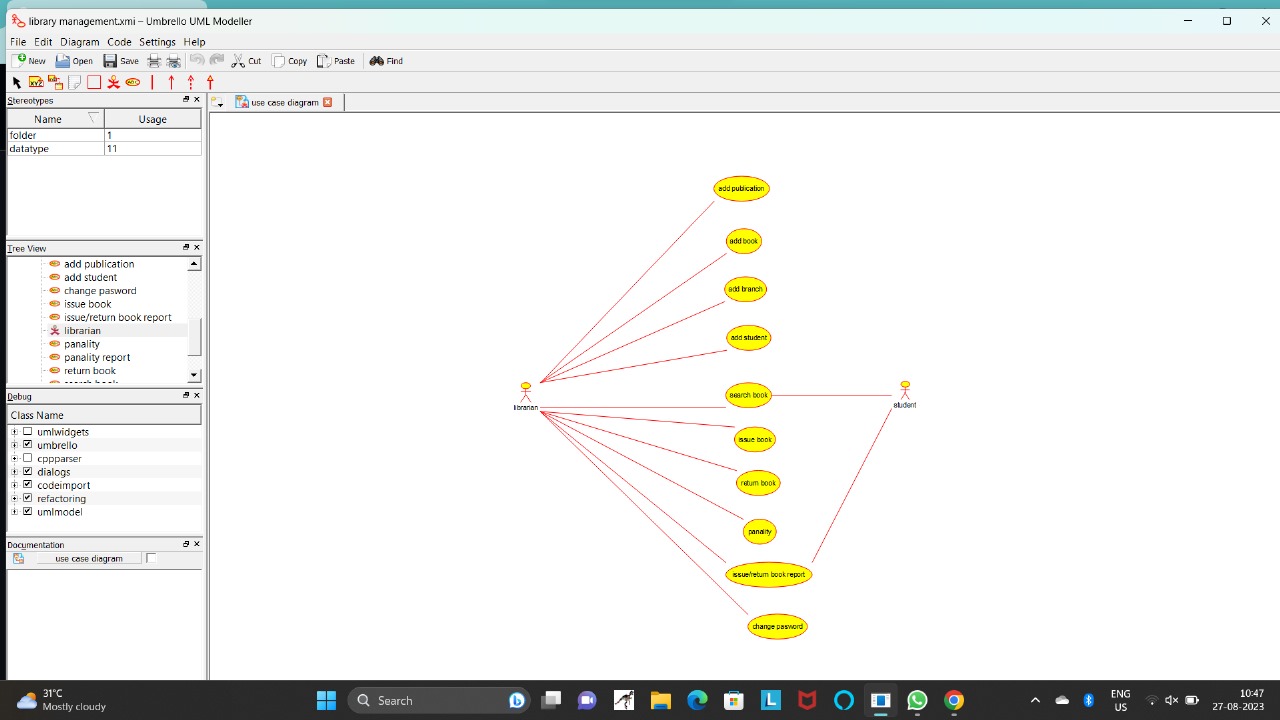 library management.xmi – Umbrello UML Modeller
File Edit Diagram Code Settings Help
New Open Save Cut Copy Paste Find
Stereotypes
use case diagram
Name Usage
folder 1
datatype 11
Tree View
add publication
add student
change pasword
issue book
issue/return book report
librarian
panality
panality report
return book
Debug
Class Name
umlwidgets
umbrello
cppparser
dialogs
codeimport
refactoring
umlmodel
Documentation
use case diagram
add publication
add book
add branch
add student
search book
librarian
student
issue book
return book
panality
issue/return book report
change pasword
31°C
Mostly cloudy
Search
ENG
US
10:47
27-08-2023